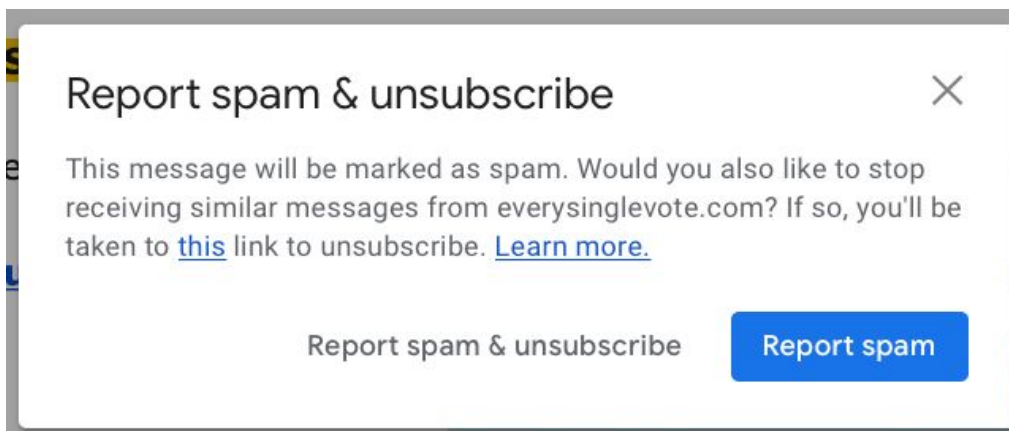 Report spam & unsubscribe
This message will be marked as spam. Would you also like to stop
receiving similar messages from everysinglevote.com? If so, you'll be
taken to this link to unsubscribe. Learn more.
Report spam & unsubscribe
Report spam